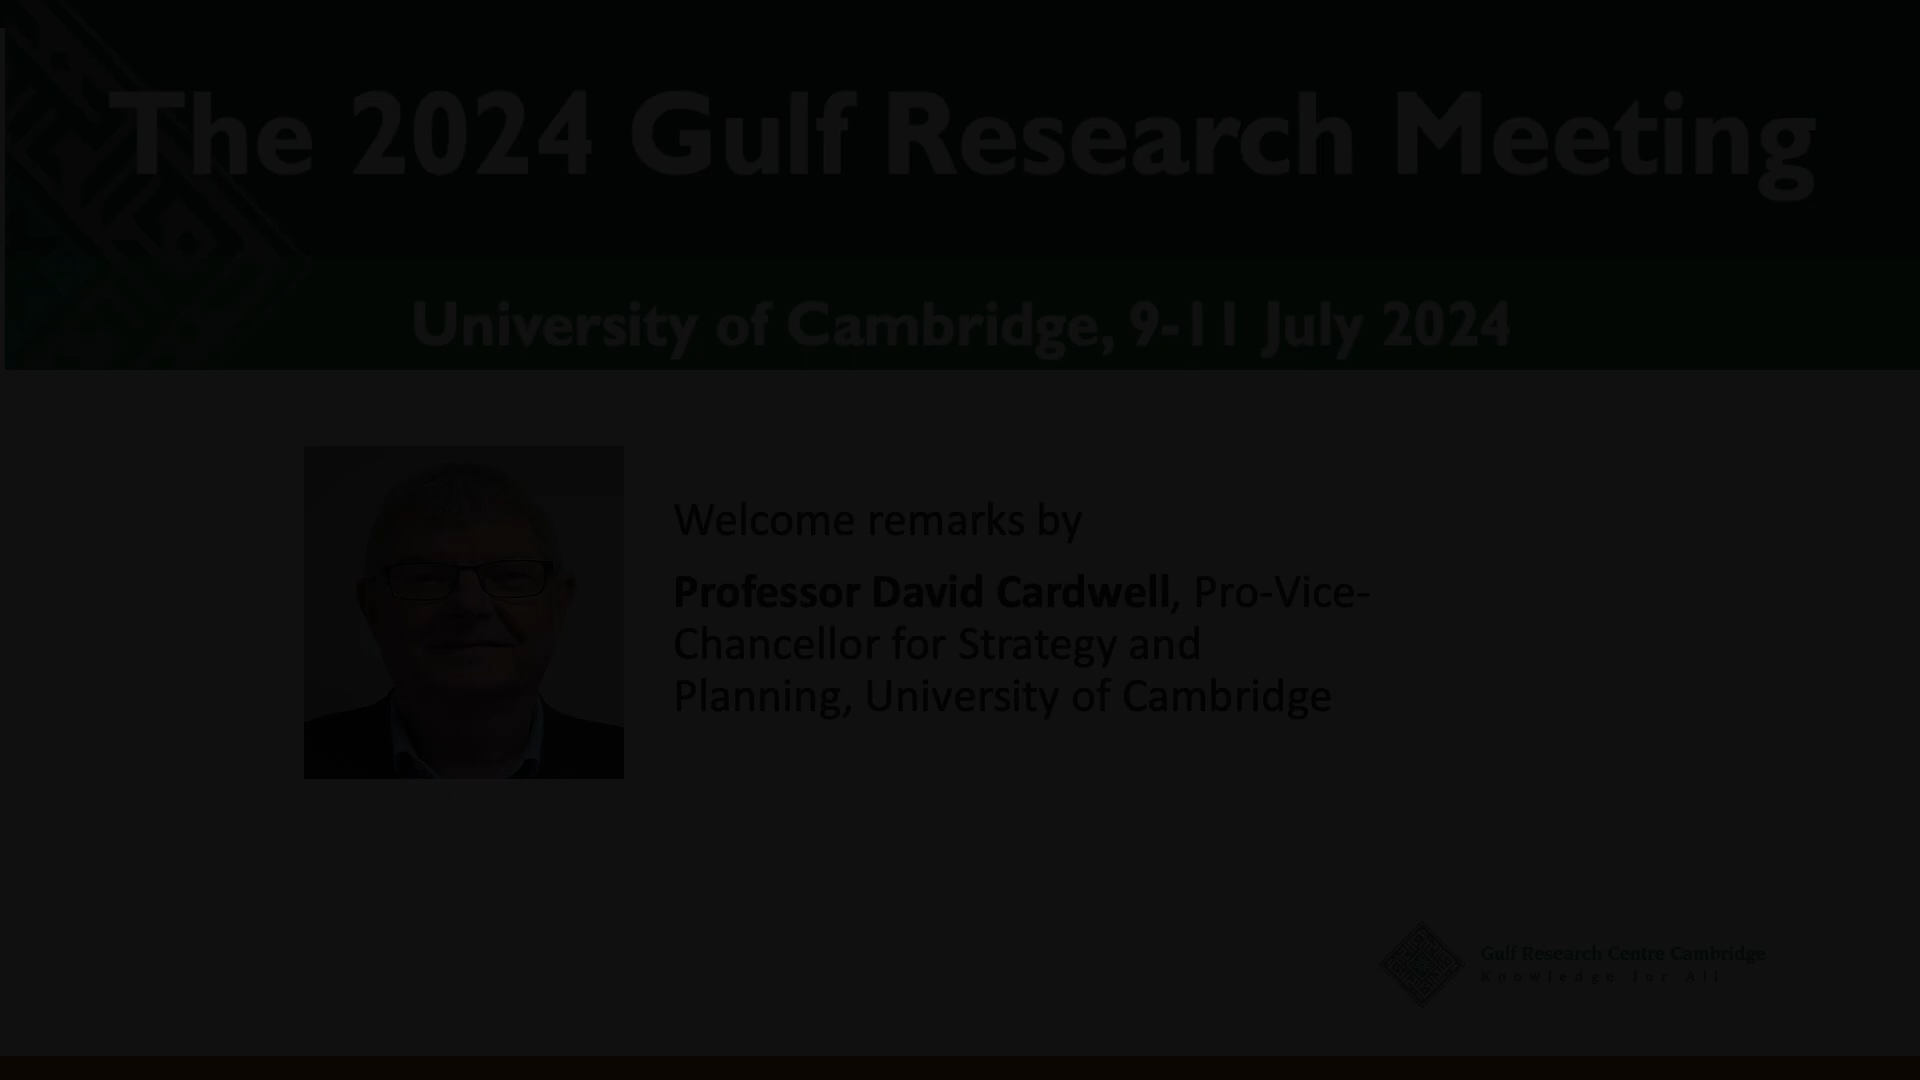 The 2024 Gulf Research Meeting
University of Cambridge, 9-11 July 2024
Welcome remarks by
Professor David Cardwell, Pro-Vice-
Chancellor for Strategy and
Planning, University of Cambridge
Gulf Research Centre Cambridge
Knowledge for All